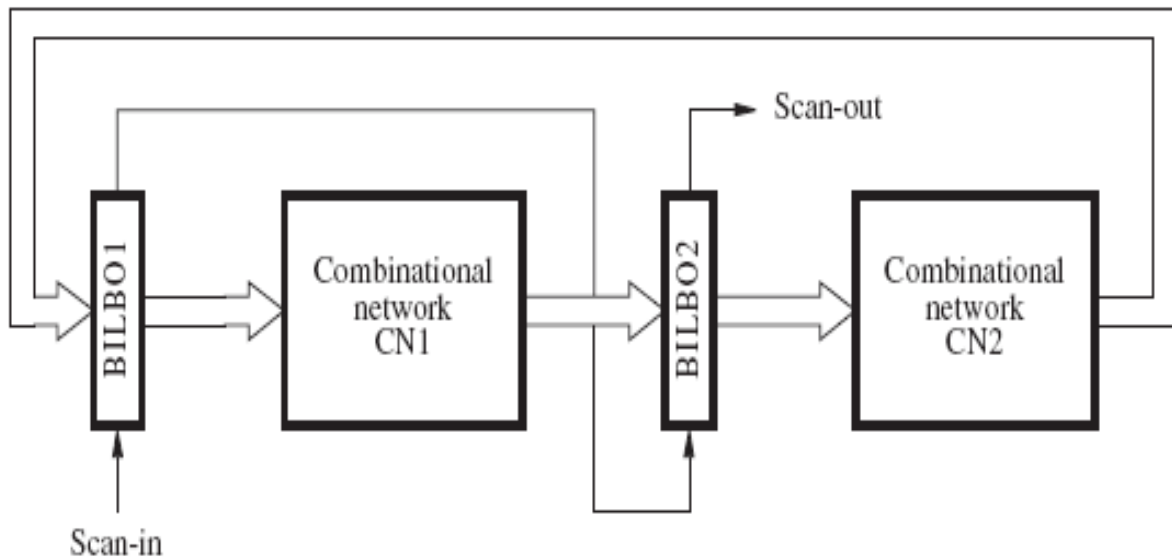 Scan-out
BILBO1
Combinational
network
CN1
BILBO2
Combinational
network
CN2
Scan-in